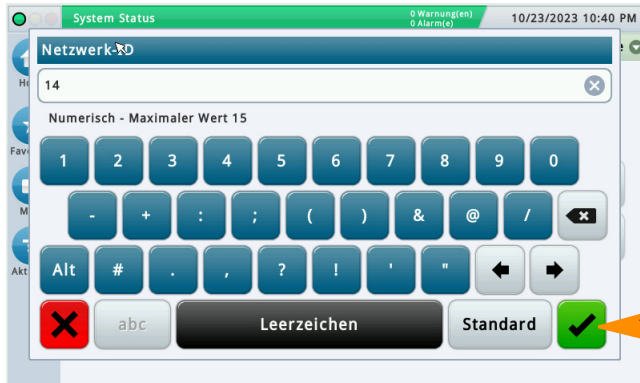 System Status
0 Warnung(en)
0 Alarm(e)
10/23/2023 10:40 PM
Netzwerk-ID
14
Numerisch - Maximaler Wert 15
1 2 3 4 5 6 7 8 9 0
- + : ; ( ) & @ /
Alt # . , ? ! ' "
abc Leerzeichen Standard